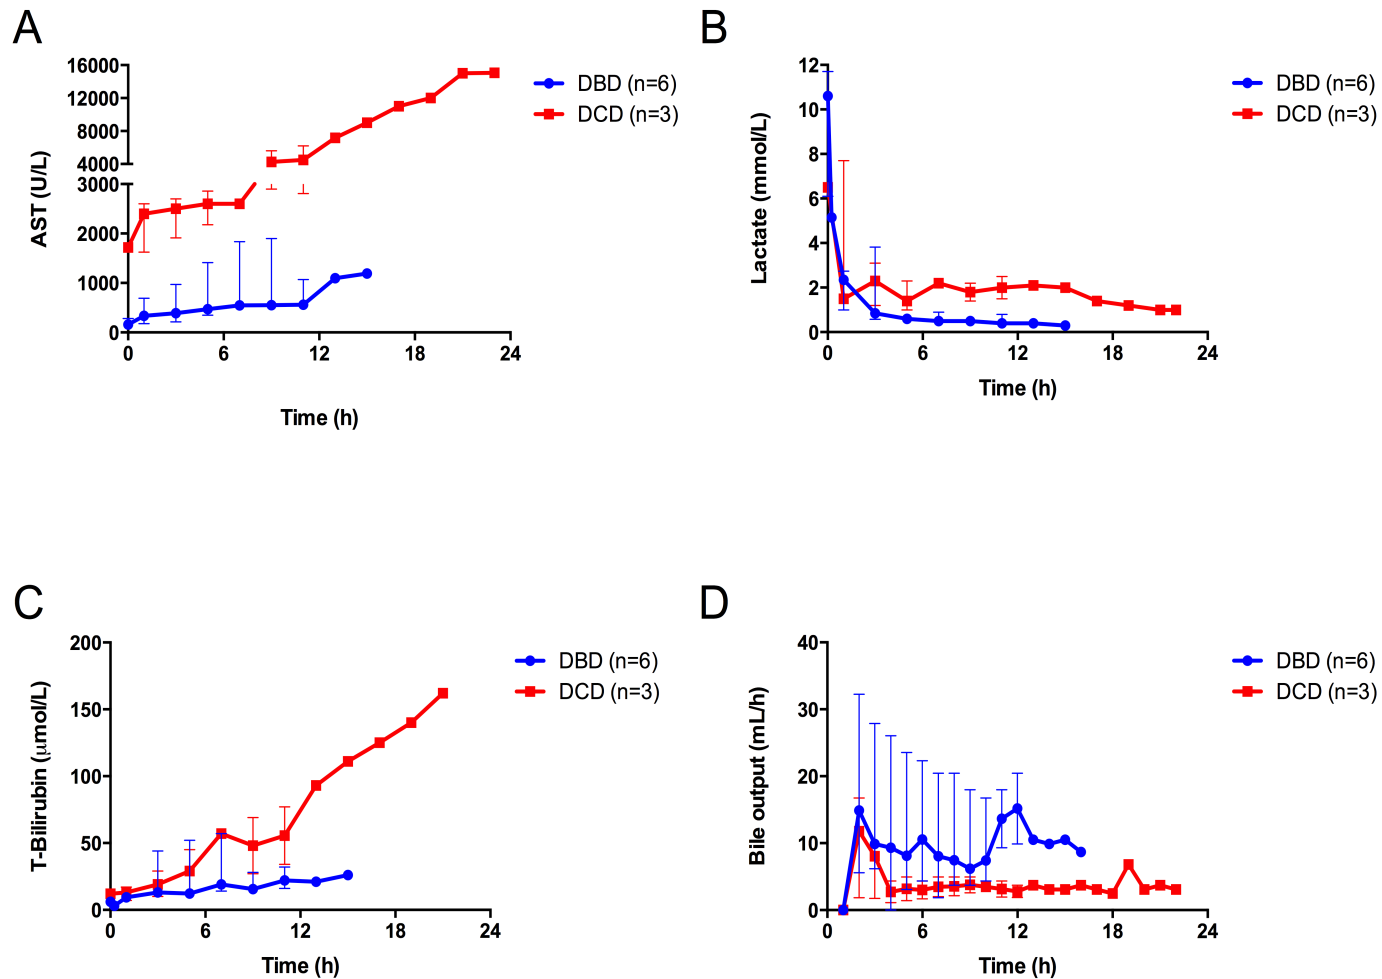 A
AST (U/L)
16000
12000
8000
4000
3000
2000
1000
0
0 6 12 18 24
Time (h)
DBD (n=6)
DCD (n=3)
B
Lactate (mmol/L)
12
10
8
6
4
2
0
0 6 12 18 24
Time (h)
DBD (n=6)
DCD (n=3)
C
T-Bilirubin (μmol/L)
200
150
100
50
0
0 6 12 18 24
Time (h)
DBD (n=6)
DCD (n=3)
D
Bile output (mL/h)
40
30
20
10
0
0 6 12 18 24
Time (h)
DBD (n=6)
DCD (n=3)